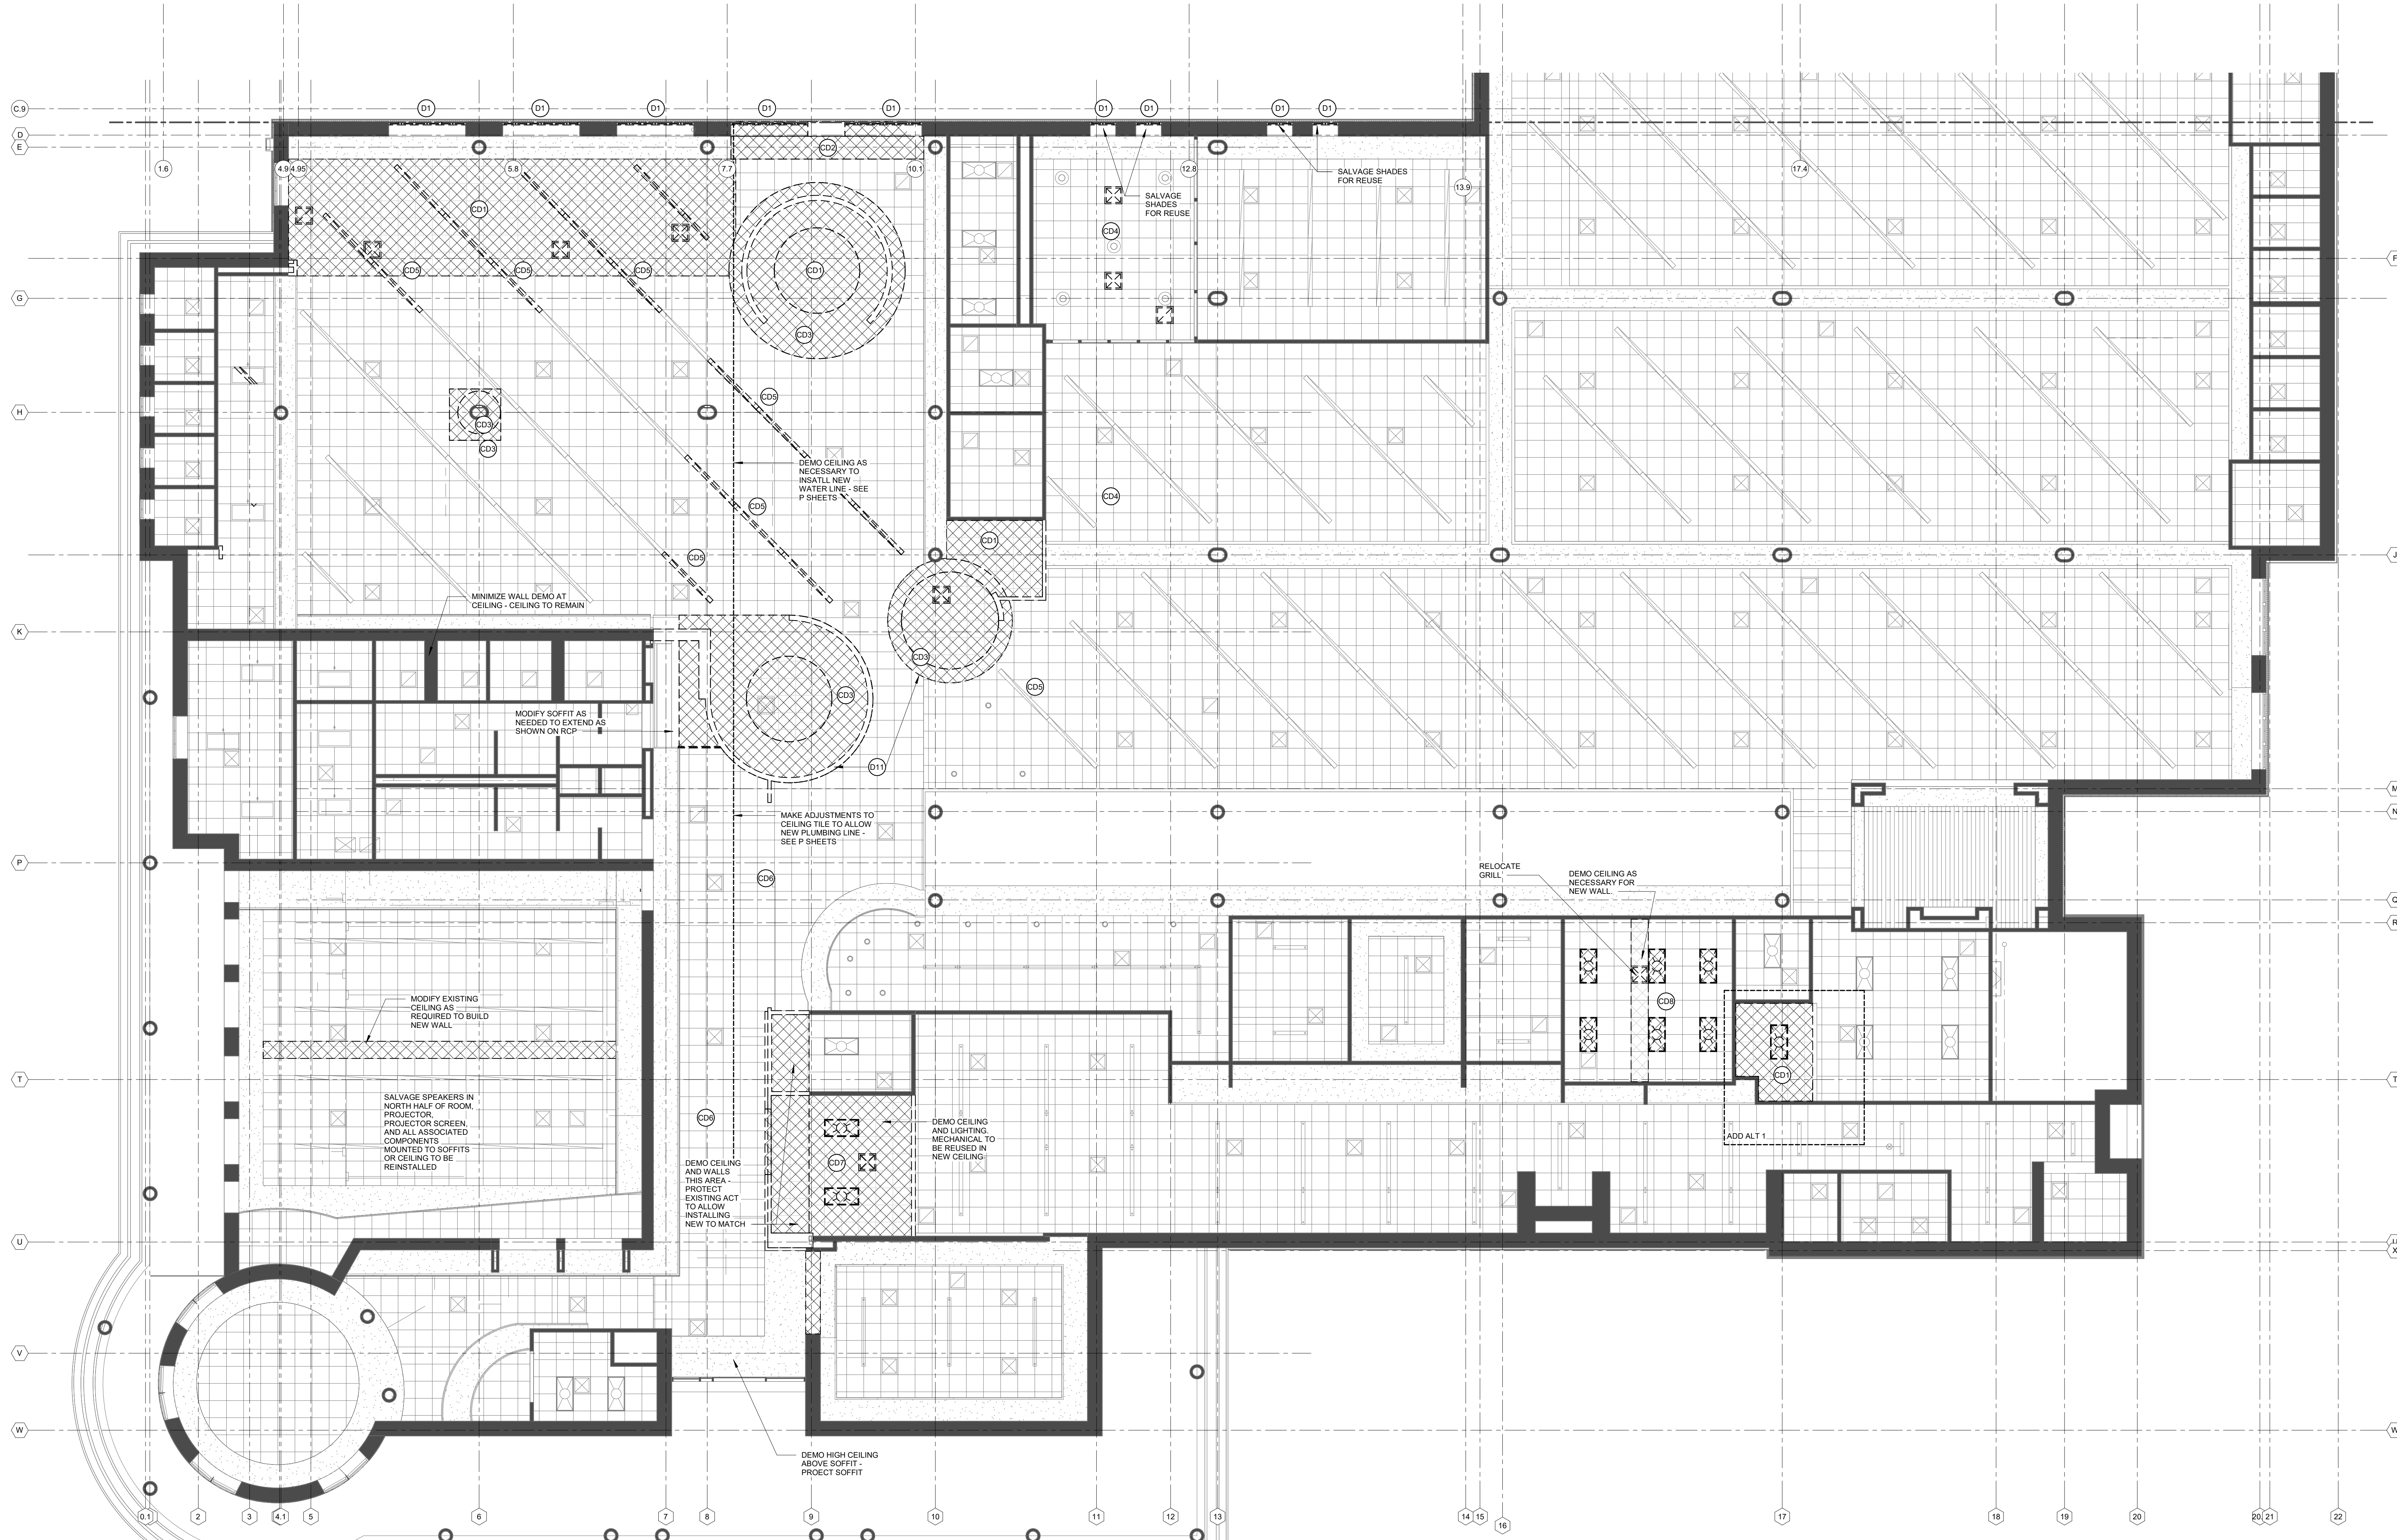 C.9
D1
D1
D1
D1
D1
D1
D1
D1
D1
D
E
CD2
1.6
4.9
4.95
5.8
7.7
10.1
12.8
13.9
17.4
SALVAGE SHADES
FOR REUSE
SALVAGE
SHADES
FOR REUSE
CD1
CD4
F
CD5
CD5
CD5
CD1
G
CD3
H
CD5
CD3
CD3
DEMO CEILING AS
NECESSARY TO
INSATLL NEW
WATER LINE - SEE
P SHEETS
CD4
CD5
CD1
CD5
J
MINIMIZE WALL DEMO AT
CEILING - CEILING TO REMAIN
K
CD3
CD5
CD3
MODIFY SOFFIT AS
NEEDED TO EXTEND AS
SHOWN ON RCP
D11
M
N
MAKE ADJUSTMENTS TO
CEILING TILE TO ALLOW
NEW PLUMBING LINE -
SEE P SHEETS
P
CD6
RELOCATE
GRILL
DEMO CEILING AS
NECESSARY FOR
NEW WALL.
Q
R
MODIFY EXISTING
CEILING AS
REQUIRED TO BUILD
NEW WALL
CD8
CD1
T
T
SALVAGE SPEAKERS IN
NORTH HALF OF ROOM,
PROJECTOR,
PROJECTOR SCREEN,
AND ALL ASSOCIATED
COMPONENTS
MOUNTED TO SOFFITS
OR CEILING TO BE
REINSTALLED
CD6
DEMO CEILING
AND LIGHTING.
MECHANICAL TO
BE REUSED IN
NEW CEILING
ADD ALT 1
CD7
DEMO CEILING
AND WALLS
THIS AREA -
PROTECT
EXISTING ACT
TO ALLOW
INSTALLING
NEW TO MATCH
U
U
X
V
W
W
DEMO HIGH CEILING
ABOVE SOFFIT -
PROECT SOFFIT
0.1
2
3
4.1
5
6
7
8
9
10
11
12
13
14
15
16
17
18
19
20
20.
21
22